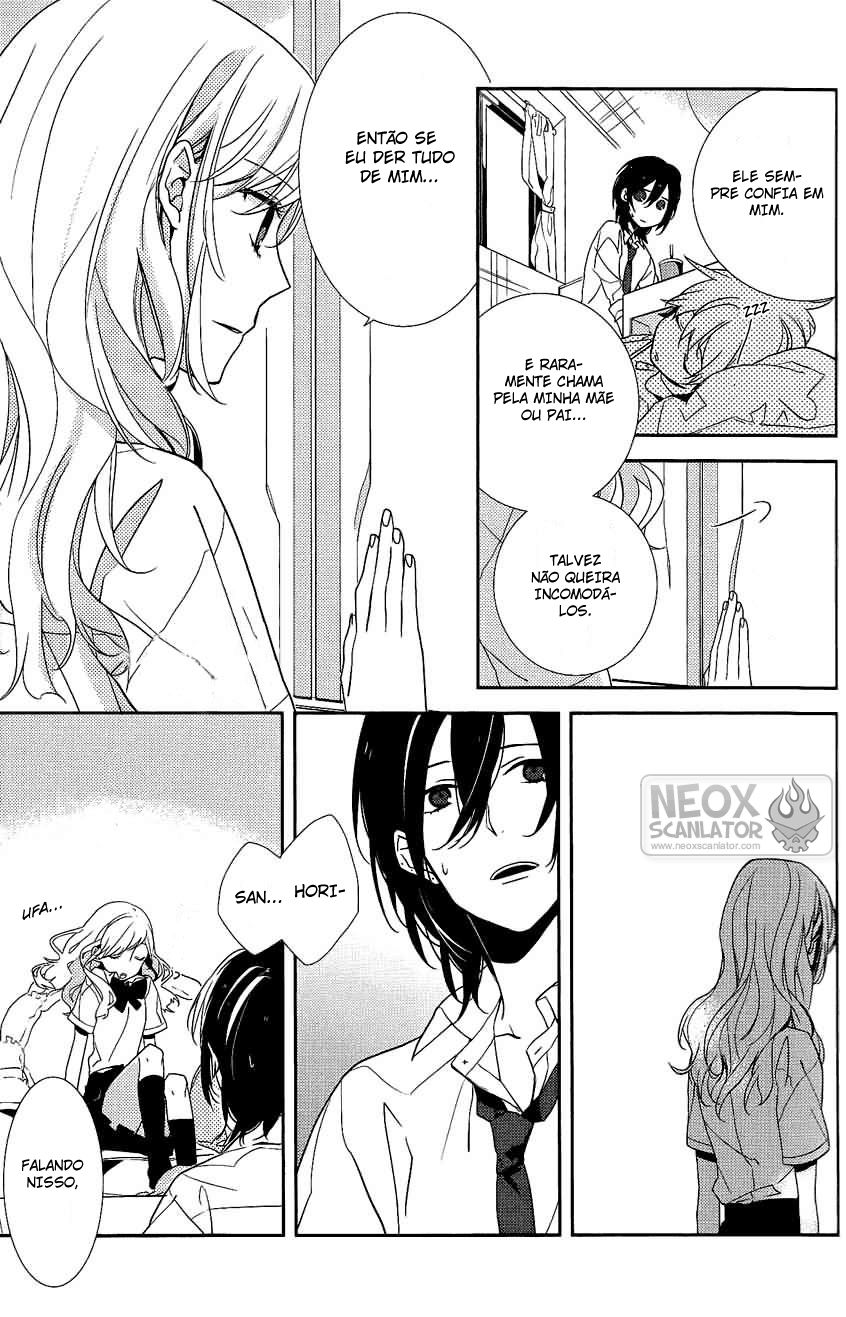 ELE SEM-
PRE CONFIA EM
MIM.
ZZZ
E RARA-
MENTE CHAMA
PELA MINHA MÃE
OU PAI...
TALVEZ
NÃO QUEIRA
INCOMODÁ-
LOS.
ENTÃO SE
EU DER TUDO
DE MIM...
NEOX
SCANLATOR
www.neoxscanlator.com
HORI-
SAN...
UFA...
FALANDO
NISSO,